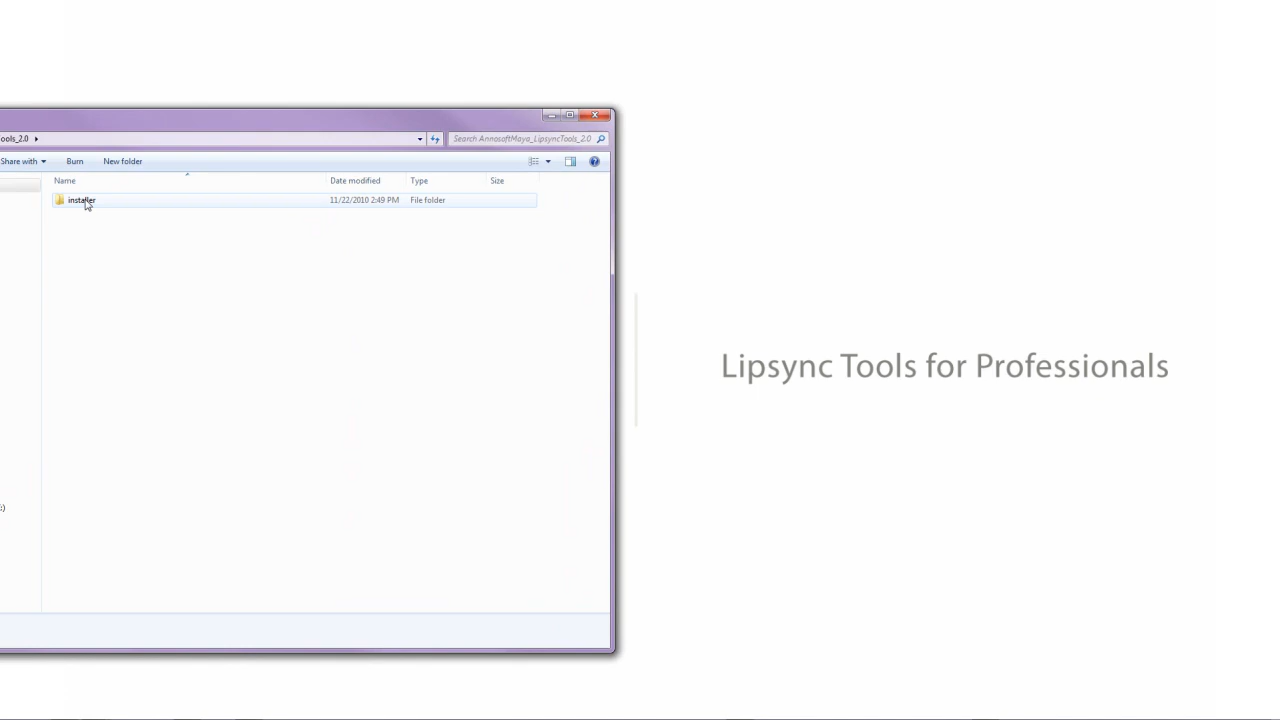 ools_2.0
Search AnnosoftMaya_LipsyncTools_2.0
Share with Burn New folder
Name Date modified Type Size
installer 11/22/2010 2:49 PM File folder
Lipsync Tools for Professionals
:)